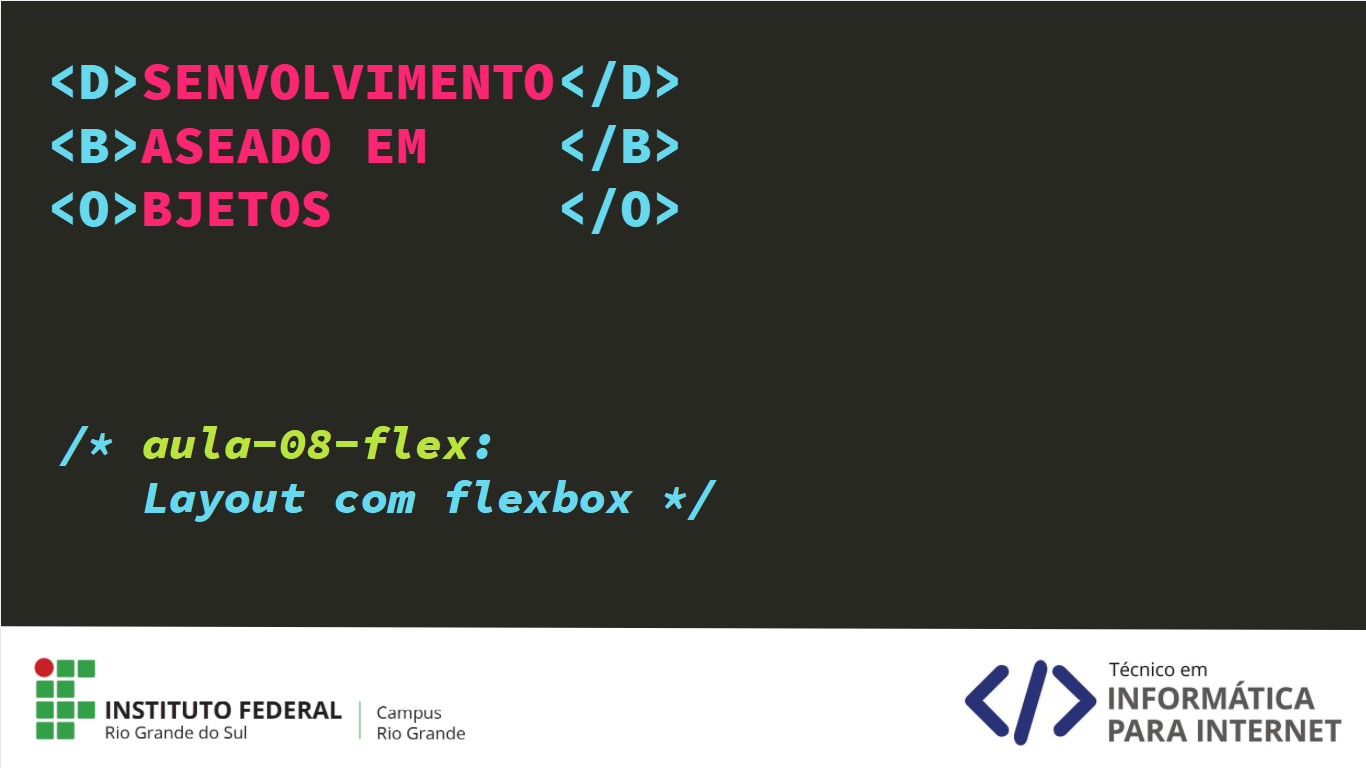 <D>SENVOLVIMENTO</D>
<B>ASEADO EM </B>
<O>BJETOS </O>
/* aula-08-flex:
Layout com flexbox */
INSTITUTO FEDERAL
Rio Grande do Sul
Campus
Rio Grande
</>
Técnico em
INFORMÁTICA
PARA INTERNET